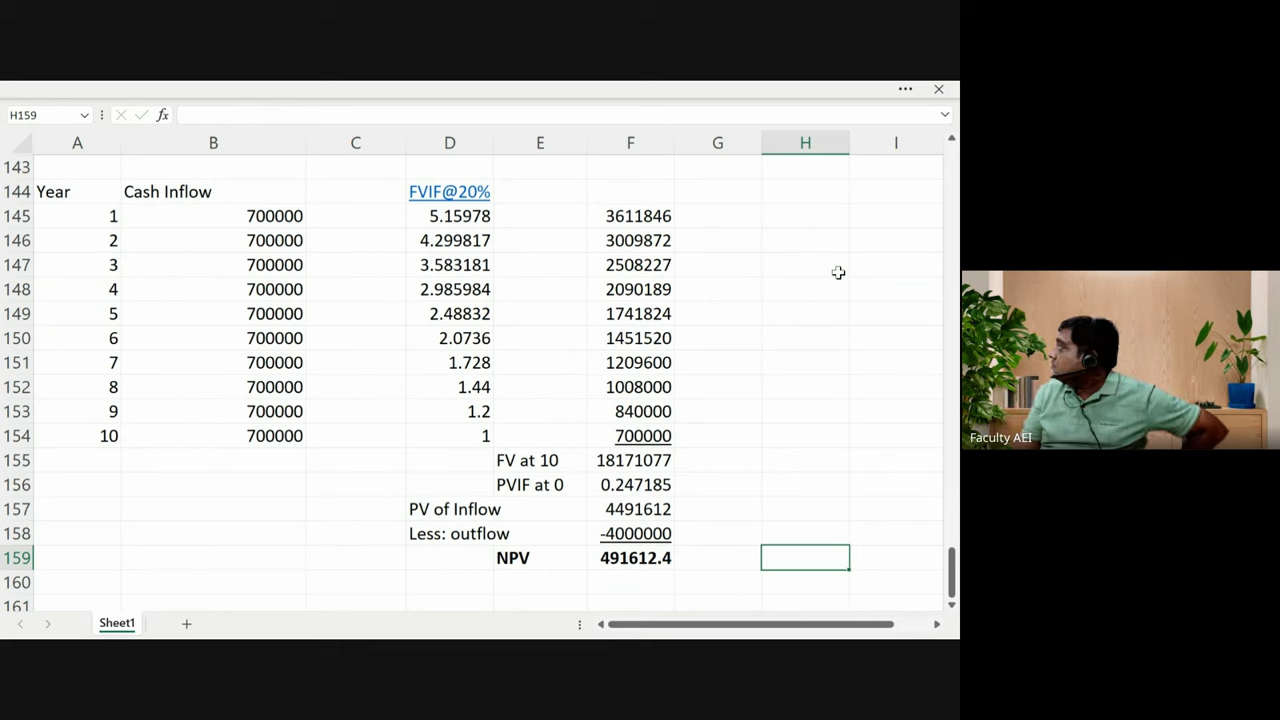 H159
fx
A B C D E F G H I
143
144 Year Cash Inflow FVIF@20%
145 1 700000 5.15978 3611846
146 2 700000 4.299817 3009872
147 3 700000 3.583181 2508227
148 4 700000 2.985984 2090189
149 5 700000 2.48832 1741824
150 6 700000 2.0736 1451520
151 7 700000 1.728 1209600
152 8 700000 1.44 1008000
153 9 700000 1.2 840000
154 10 700000 1 700000
155 FV at 10 18171077
156 PVIF at 0 0.247185
157 PV of Inflow 4491612
158 Less: outflow -4000000
159 NPV 491612.4
160
161
Sheet1
Faculty AEI